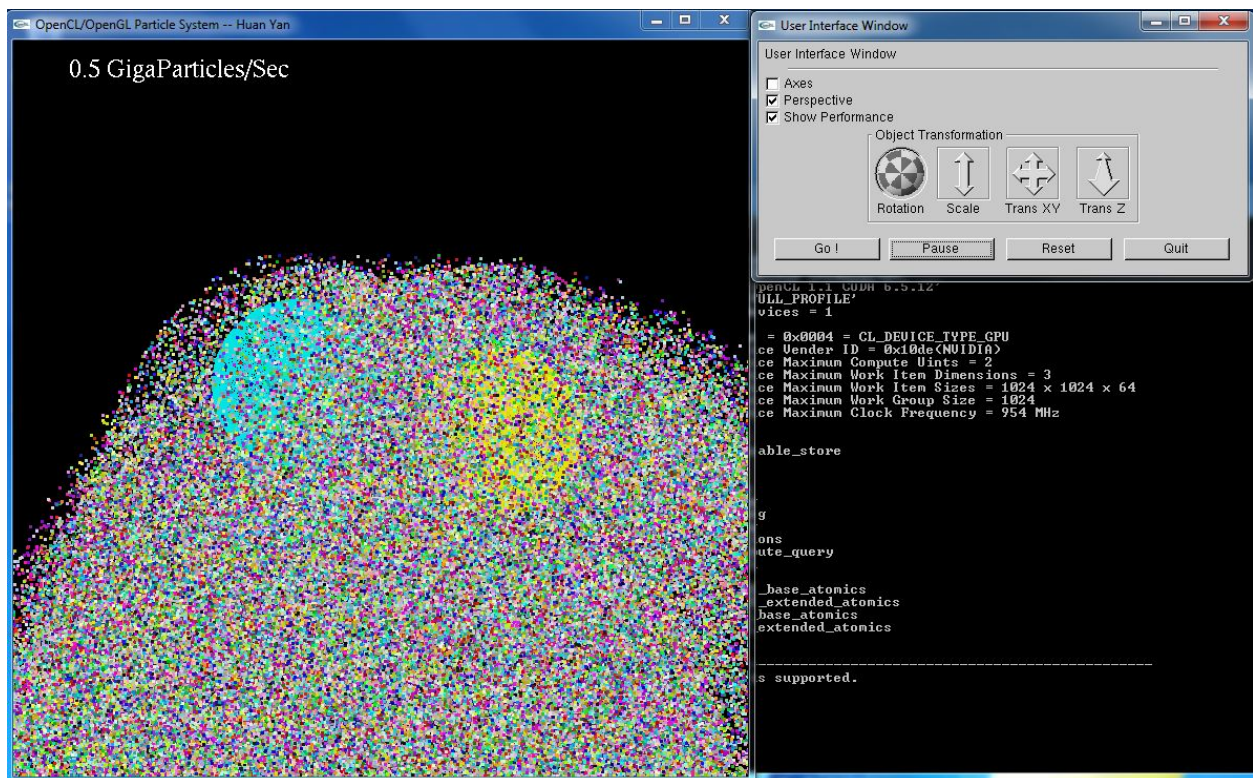 OpenCL/OpenGL Particle System -- Huan Yan
0.5 GigaParticles/Sec
User Interface Window
User Interface Window
Axes
Perspective
Show Performance
Object Transformation
Rotation Scale Trans XY Trans Z
Go ! Pause Reset Quit
OpenCL 1.1 CUDA 6.5.12'
ULL_PROFILE'
vices = 1
= 0x0004 = CL_DEVICE_TYPE_GPU
ce Vender ID = 0x10de(NVIDIA)
ce Maximum Compute Uints = 2
ce Maximum Work Item Dimensions = 3
ce Maximum Work Item Sizes = 1024 x 1024 x 64
ce Maximum Work Group Size = 1024
ce Maximum Clock Frequency = 954 MHz
able_store
g
ons
ute_query
_base_atomics
_extended_atomics
base_atomics
extended_atomics
s supported.